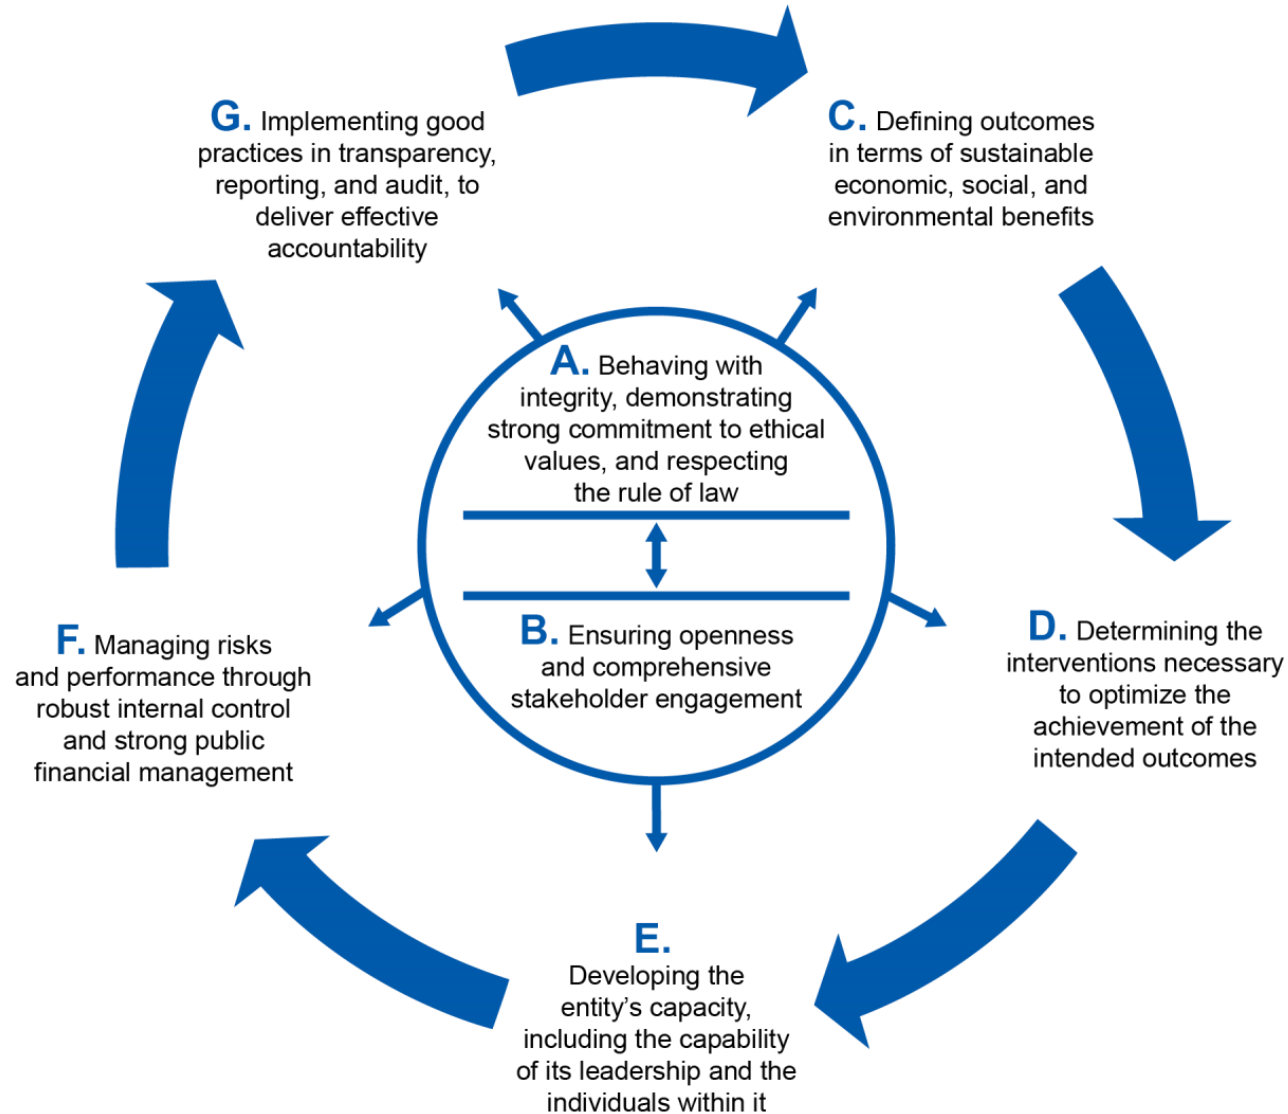 G. Implementing good
practices in transparency,
reporting, and audit, to
deliver effective
accountability
C. Defining outcomes
in terms of sustainable
economic, social, and
environmental benefits
A. Behaving with
integrity, demonstrating
strong commitment to ethical
values, and respecting
the rule of law
B. Ensuring openness
and comprehensive
stakeholder engagement
F. Managing risks
and performance through
robust internal control
and strong public
financial management
D. Determining the
interventions necessary
to optimize the
achievement of the
intended outcomes
E.
Developing the
entity’s capacity,
including the capability
of its leadership and the
individuals within it